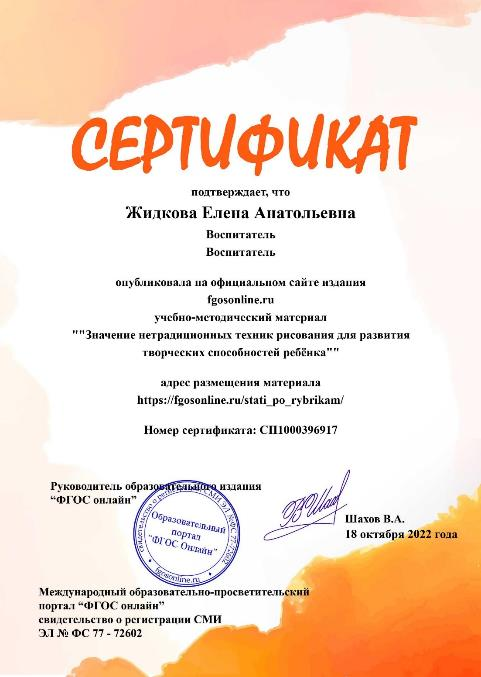 СЕРТИФИКАТ
подтверждает, что
Жидкова Елена Анатольевна
Воспитатель
Воспитатель
опубликовала на официальном сайте издания
fgosonline.ru
учебно-методический материал
""Значение нетрадиционных техник рисования для развития
творческих способностей ребёнка""
адрес размещения материала
https://fgosonline.ru/stati_po_rybrikam/
Номер сертификата: СП1000396917
Руководитель образовательного издания
“ФГОС онлайн”
Образовательный
портал
"ФГОС Онлайн"
fgosonline.ru
Шахов В.А.
18 октября 2022 года
Международный образовательно-просветительский
портал “ФГОС онлайн”
свидетельство о регистрации СМИ
ЭЛ № ФС 77 - 72602